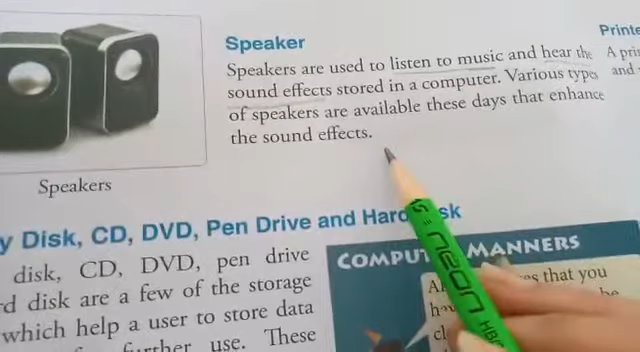 Speaker
Speakers are used to listen to music and hear the
sound effects stored in a computer. Various types
of speakers are available these days that enhance
the sound effects.
Speakers
Printe
A prin
and
y Disk, CD, DVD, Pen Drive and Hard Disk
disk, CD, DVD, pen drive
rd disk are a few of the storage
which help a user to store data
further use. These
COMPUT MANNERS
es that you
be
neon
HB